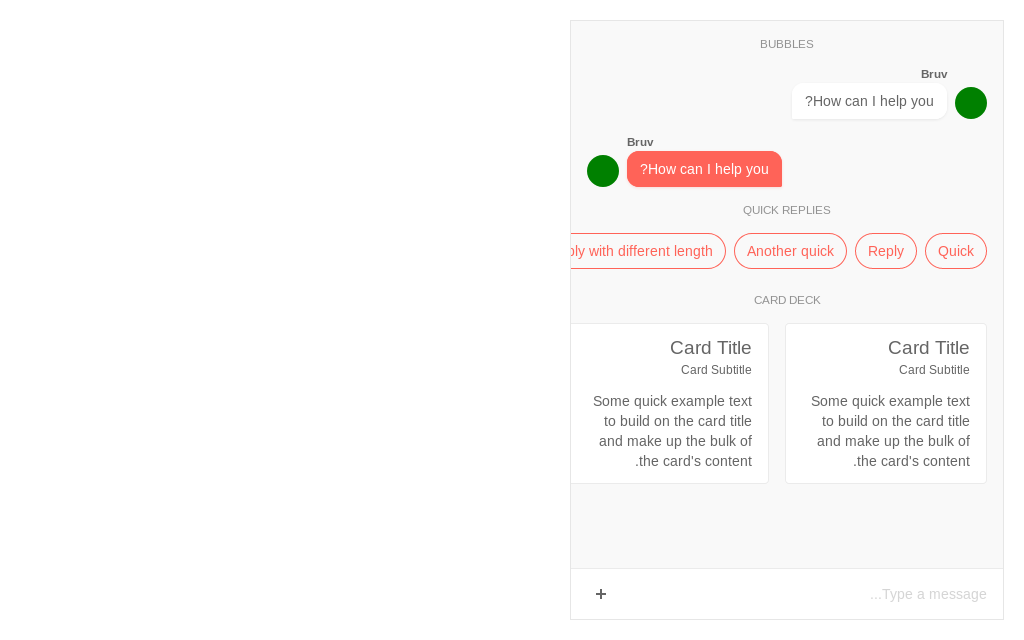 BUBBLES
Bruv
?How can I help you
Bruv
?How can I help you
QUICK REPLIES
Quick
Reply
Another quick
with different length
CARD DECK
Card Title
Card Subtitle
Some quick example text
to build on the card title
and make up the bulk of
.the card's content
Card Title
Card Subtitle
Some quick example text
to build on the card title
and make up the bulk of
.the card's content
...Type a message